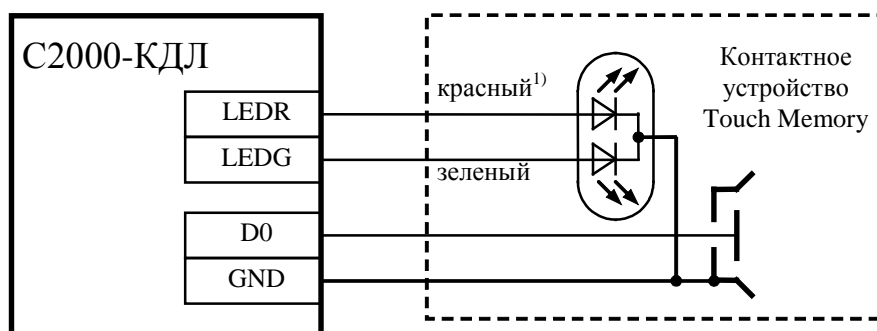 С2000-КДЛ
Контактное
устройство
Touch Memory
красный¹⁾
LEDR
LEDG
зеленый
D0
GND